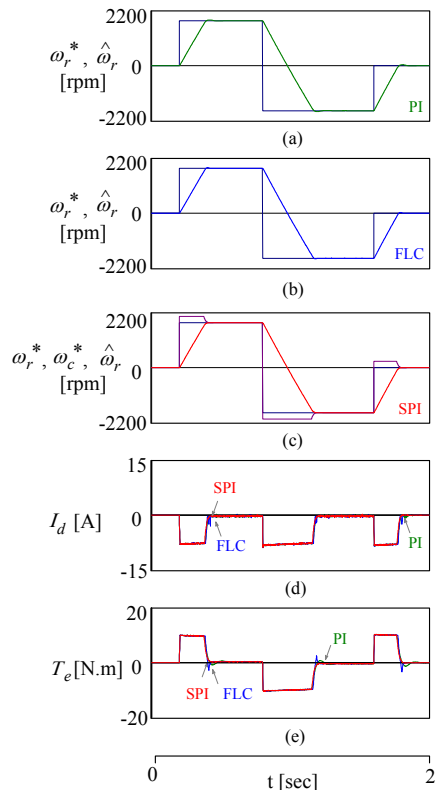 2200
ω_r^*, ω̂_r
0
[rpm]
-2200
PI
(a)
2200
ω_r^*, ω̂_r
0
[rpm]
-2200
FLC
(b)
2200
ω_r^*, ω_c^*, ω̂_r
0
[rpm]
-2200
SPI
(c)
15
SPI
I_d [A]
0
FLC
PI
-15
(d)
20
PI
T_e [N.m]
0
SPI
FLC
-20
(e)
0
2
t [sec]